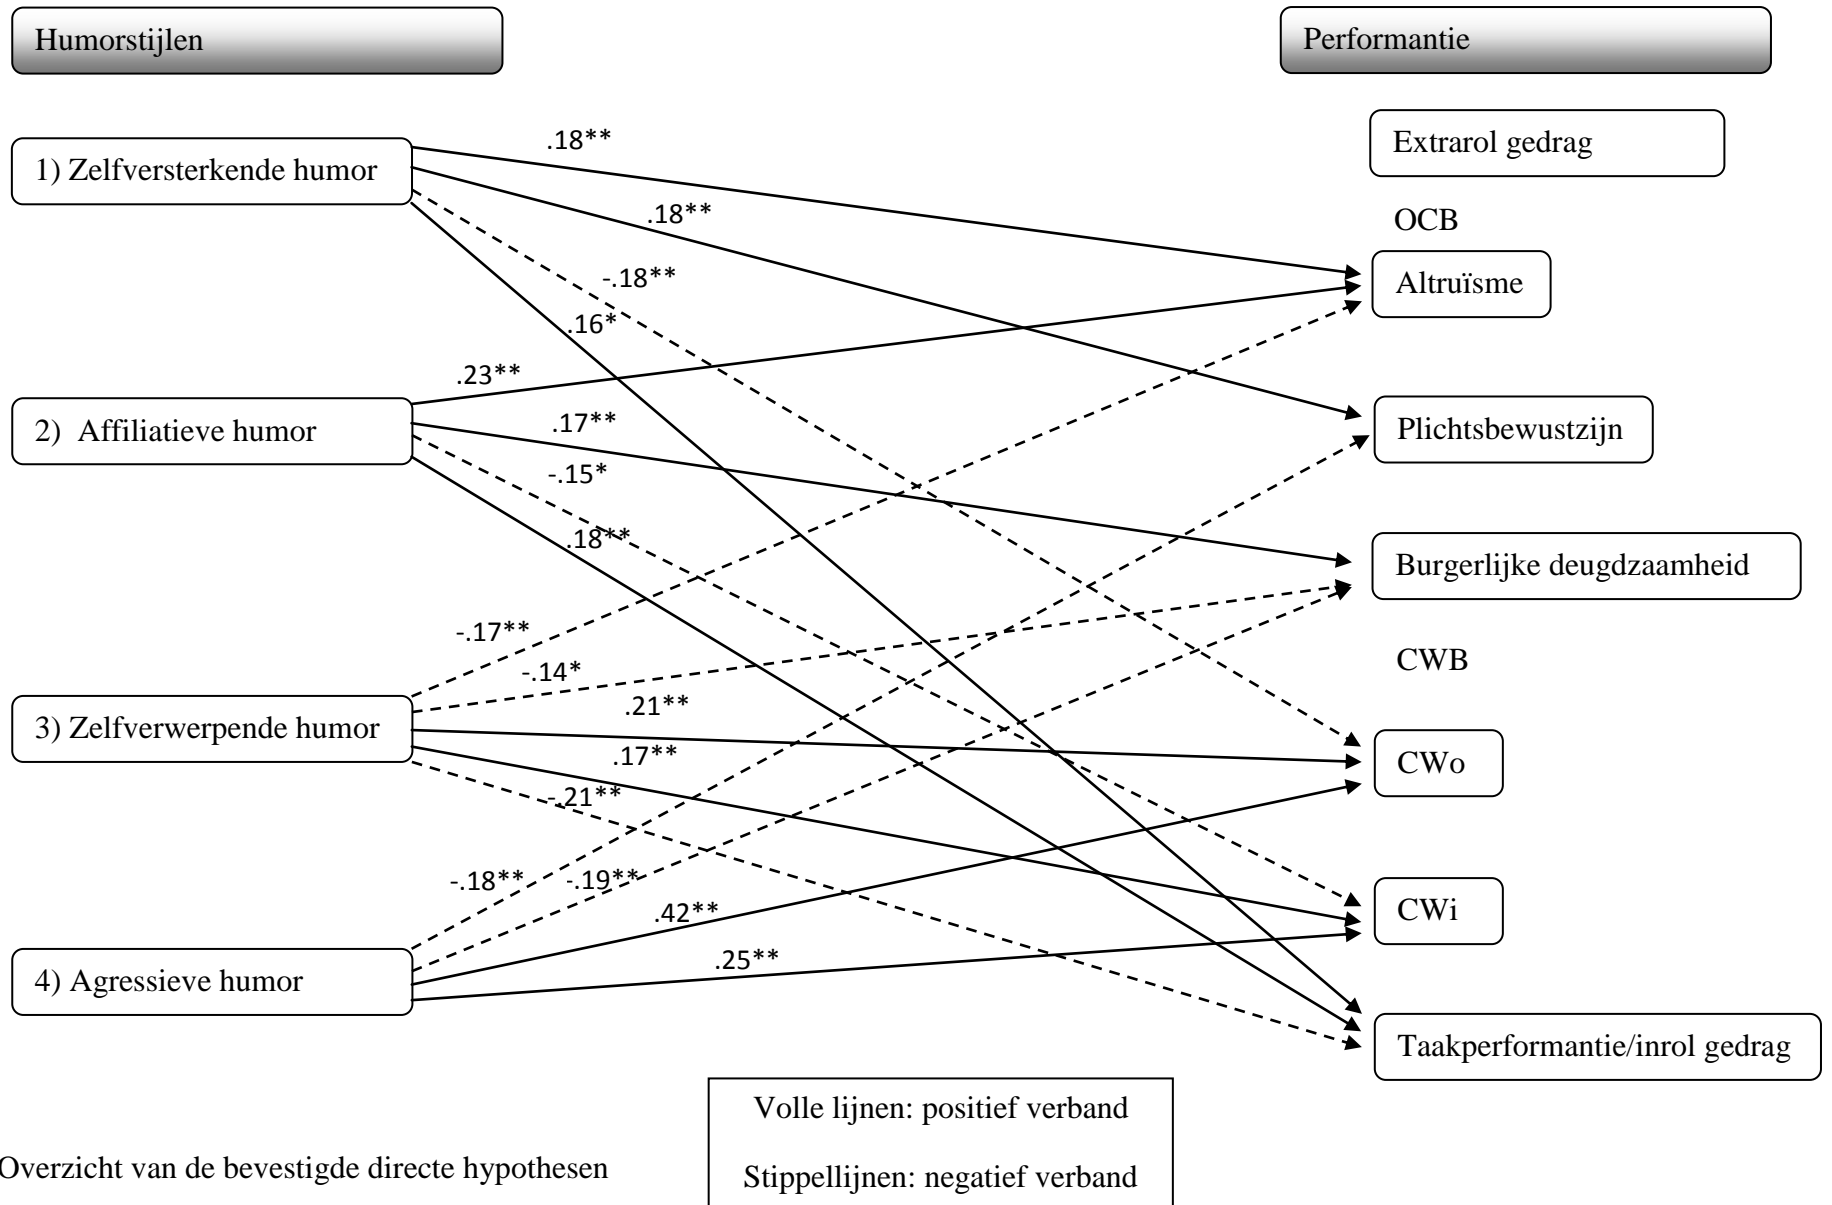 Humorstijlen
Performantie
Extrarol gedrag
1) Zelfversterkende humor
.18**
.18**
-.18**
.16*
OCB
Altruïsme
2) Affiliatieve humor
.23**
.17**
-.15*
.18**
Plichtsbewustzijn
Burgerlijke deugdzaamheid
CWB
3) Zelfverwerpende humor
-.17**
-.14*
.21**
.17**
-.21**
CWo
4) Agressieve humor
-.18**
-.19**
.42**
.25**
CWi
Taakperformantie/inrol gedrag
Volle lijnen: positief verband
Stippellijnen: negatief verband
Overzicht van de bevestigde directe hypothesen